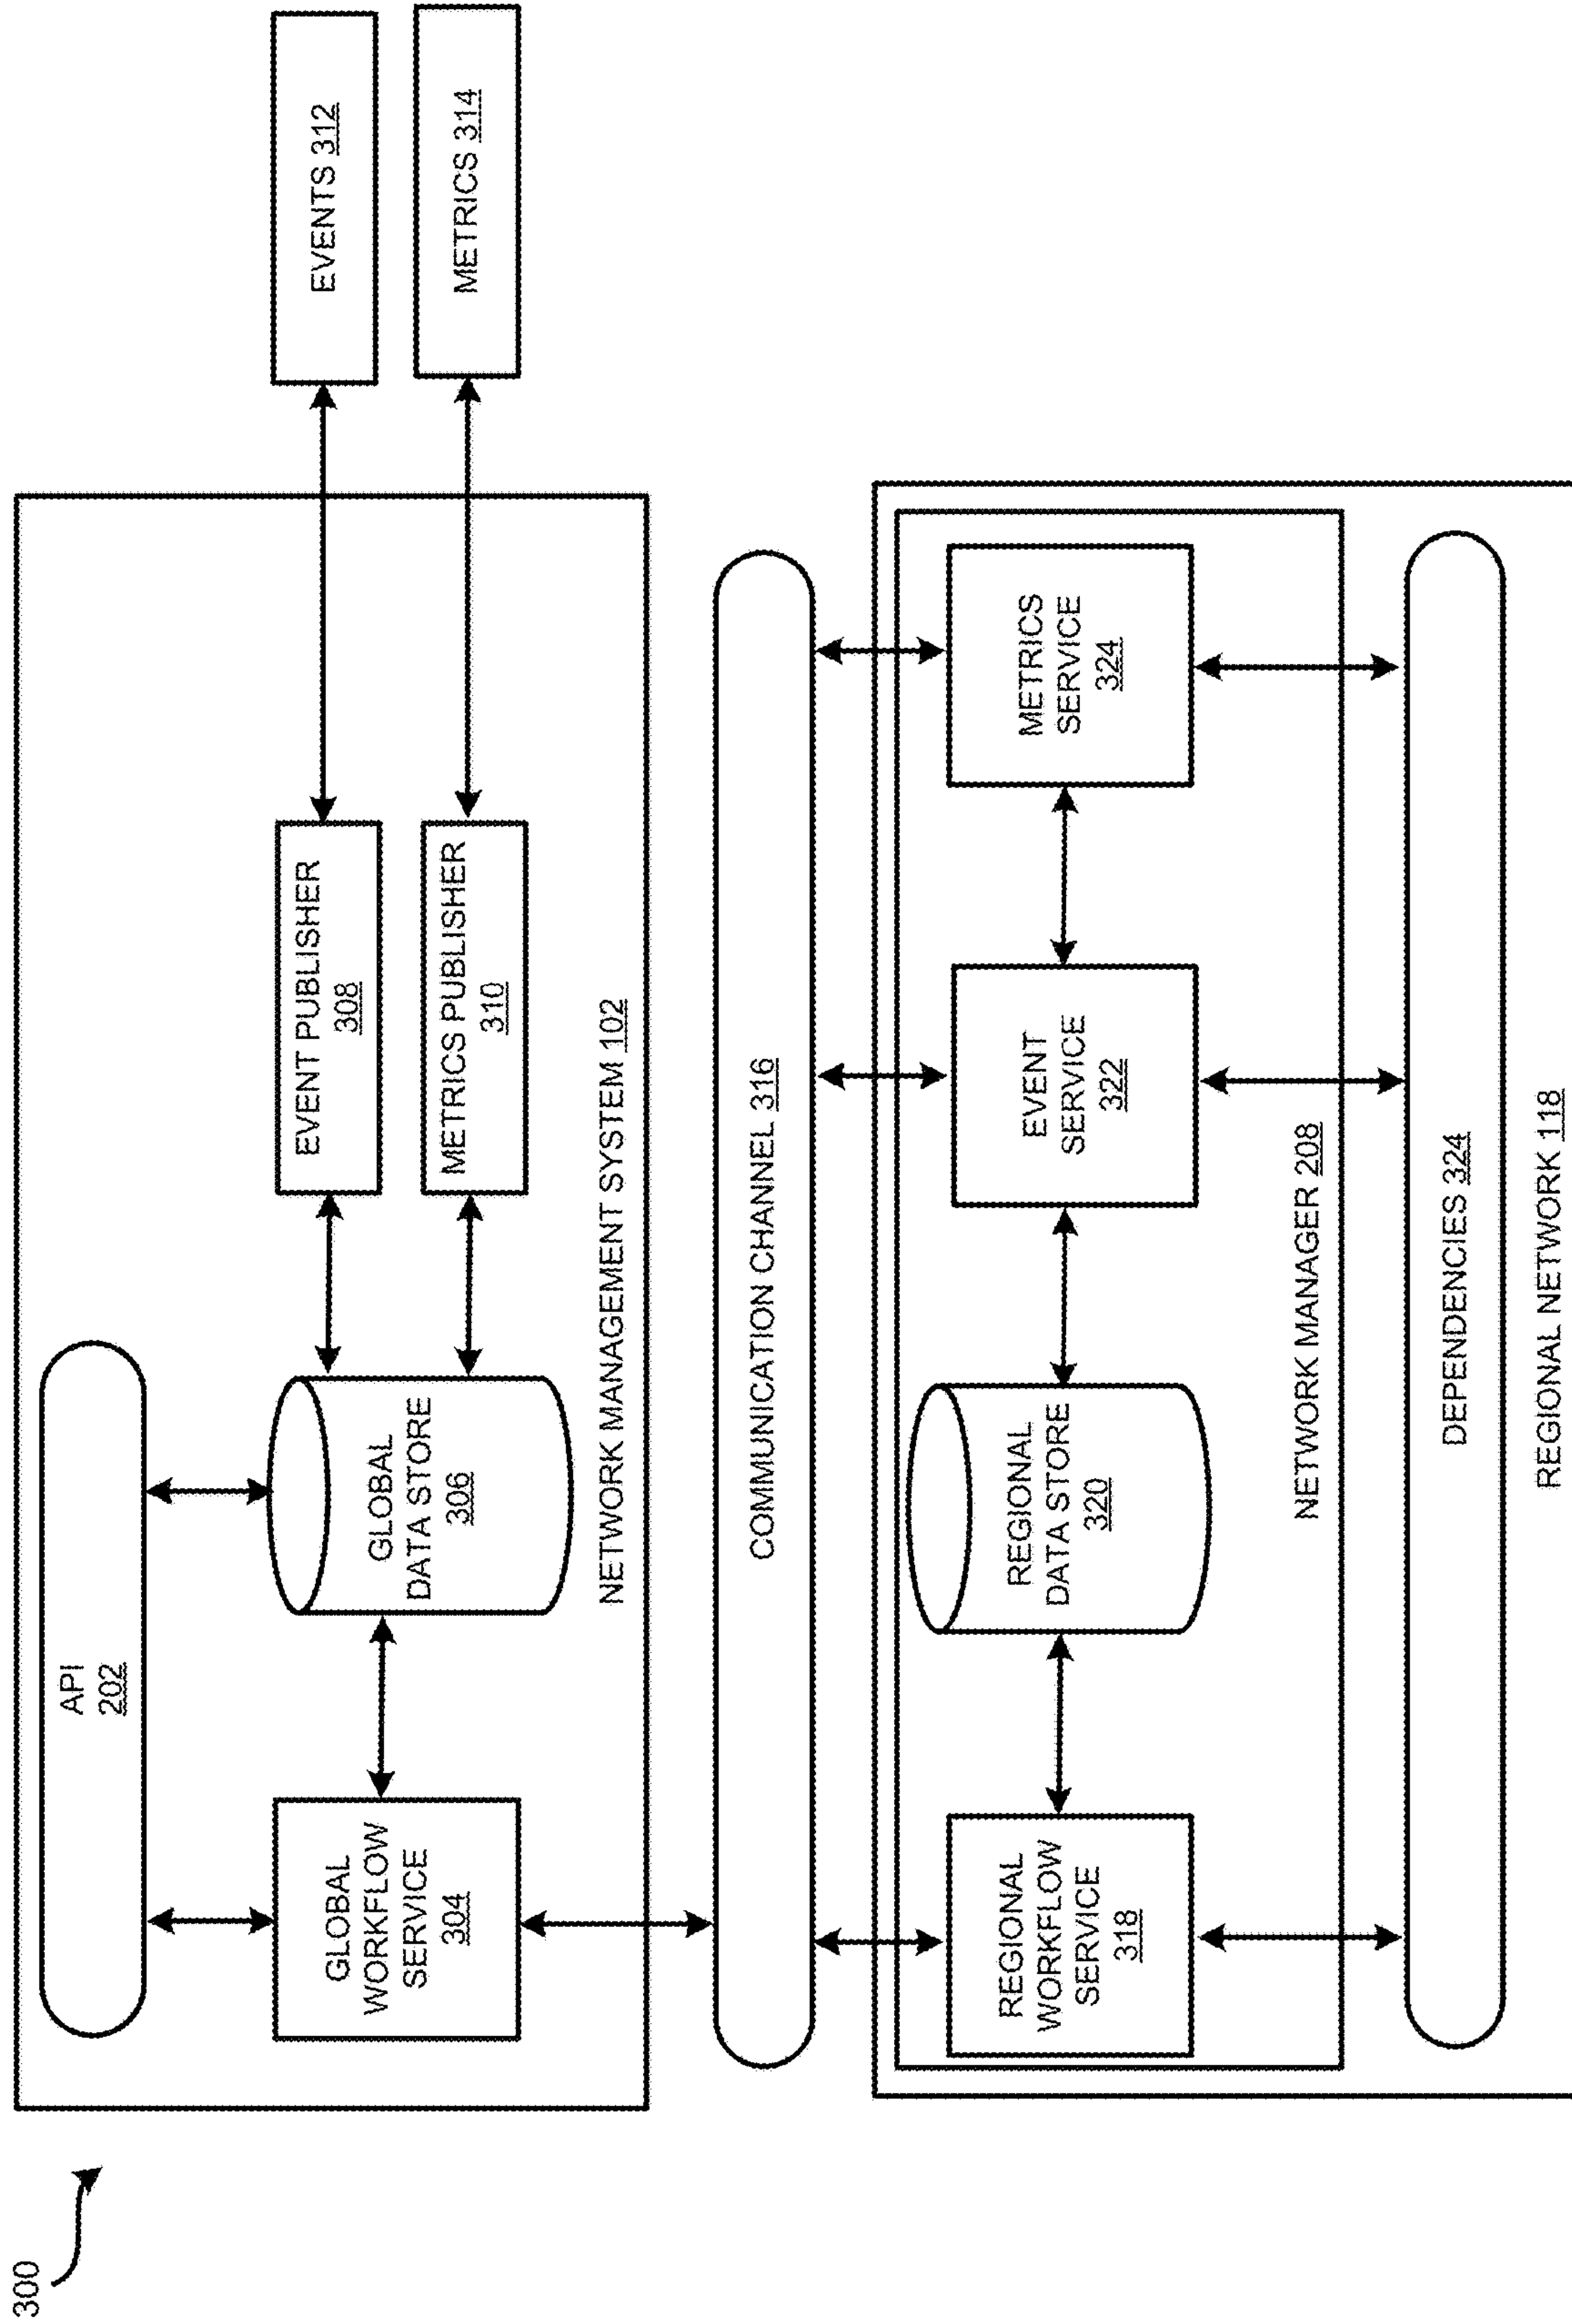 300
API
202
GLOBAL
WORKFLOW
SERVICE
304
GLOBAL
DATA STORE
306
EVENT PUBLISHER
308
METRICS PUBLISHER
310
EVENTS 312
METRICS 314
NETWORK MANAGEMENT SYSTEM 102
COMMUNICATION CHANNEL 316
REGIONAL
WORKFLOW
SERVICE
318
REGIONAL
DATA STORE
320
EVENT
SERVICE
322
METRICS
SERVICE
324
NETWORK MANAGER 208
DEPENDENCIES 324
REGIONAL NETWORK 118